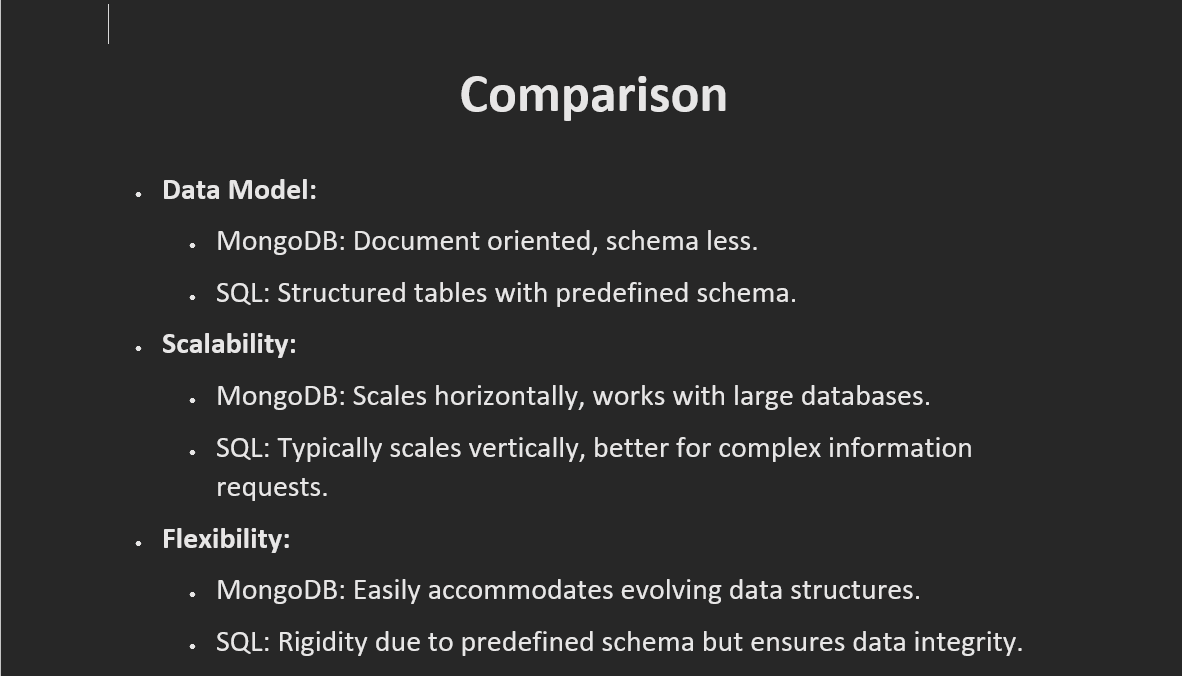 Comparison
• Data Model:
• MongoDB: Document oriented, schema less.
• SQL: Structured tables with predefined schema.
• Scalability:
• MongoDB: Scales horizontally, works with large databases.
• SQL: Typically scales vertically, better for complex information
requests.
• Flexibility:
• MongoDB: Easily accommodates evolving data structures.
• SQL: Rigidity due to predefined schema but ensures data integrity.